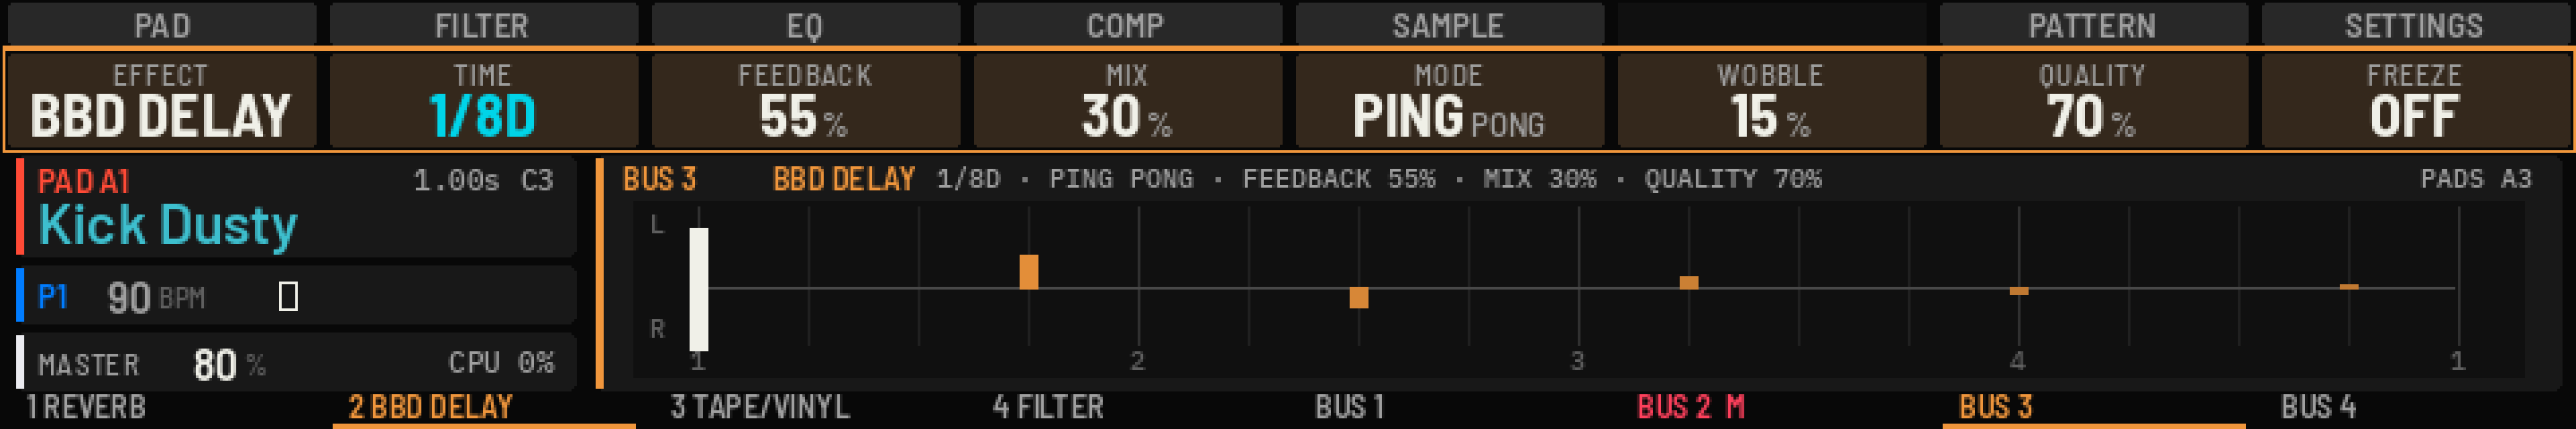 PAD FILTER EQ COMP SAMPLE PATTERN SETTINGS
EFFECT TIME FEEDBACK MIX MODE WOBBLE QUALITY FREEZE
BBD DELAY 1/8D 55% 30% PING PONG 15% 70% OFF
PAD A1 1.00s C3
Kick Dusty
P1 90 BPM
MASTER 80% CPU 0%
BUS 3 BBD DELAY 1/8D · PING PONG · FEEDBACK 55% · MIX 30% · QUALITY 70% PADS A3
L
R
1 2 3 4 1
1 REVERB 2 BBD DELAY 3 TAPE/VINYL 4 FILTER BUS 1 BUS 2 M BUS 3 BUS 4